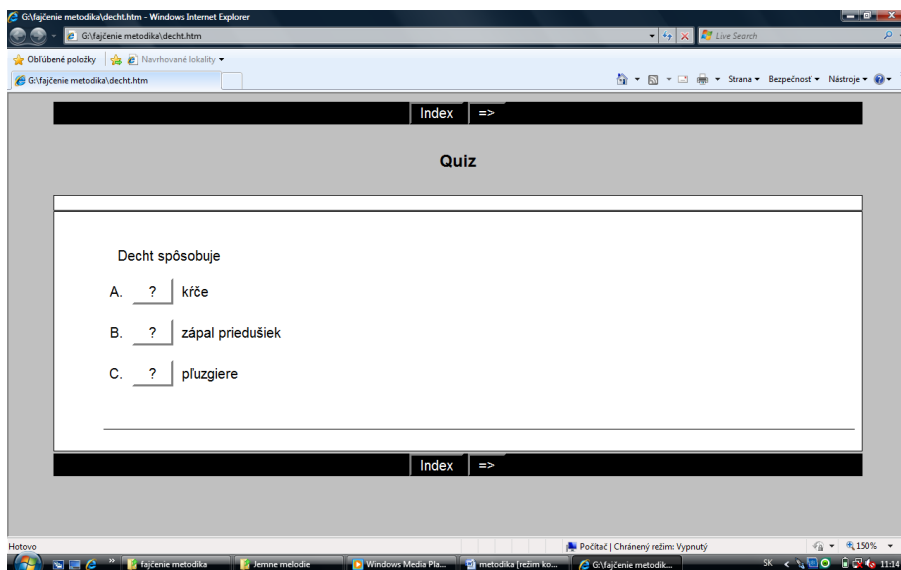 G:\fajčenie metodika\decht.htm - Windows Internet Explorer
G:\fajčenie metodika\decht.htm
Live Search
Obľúbené položky Navrhované lokality
G:\fajčenie metodika\decht.htm
Strana Bezpečnosť Nástroje
Index =>
Quiz
Decht spôsobuje
A. ? kŕče
B. ? zápal priedušiek
C. ? pľuzgiere
Index =>
Hotovo Počítač | Chránený režim: Vypnutý 150%
fajčenie metodika Jemne melodie Windows Media Pla... metodika [režim ko... G:\fajčenie metodik... SK 11:14